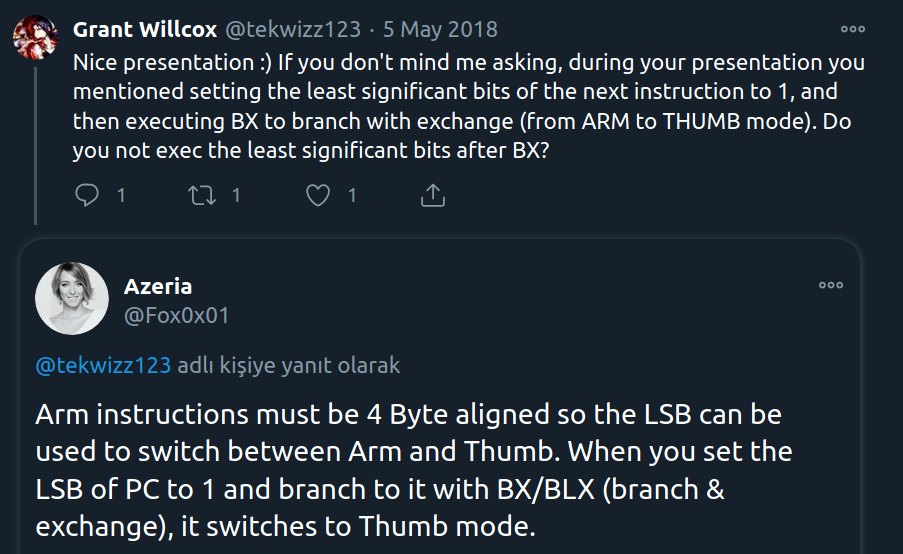 Grant Willcox @tekwizz123 · 5 May 2018
Nice presentation :) If you don't mind me asking, during your presentation you
mentioned setting the least significant bits of the next instruction to 1, and
then executing BX to branch with exchange (from ARM to THUMB mode). Do
you not exec the least significant bits after BX?
1 1 1
Azeria
@Fox0x01
@tekwizz123 adlı kişiye yanıt olarak
Arm instructions must be 4 Byte aligned so the LSB can be
used to switch between Arm and Thumb. When you set the
LSB of PC to 1 and branch to it with BX/BLX (branch &
exchange), it switches to Thumb mode.